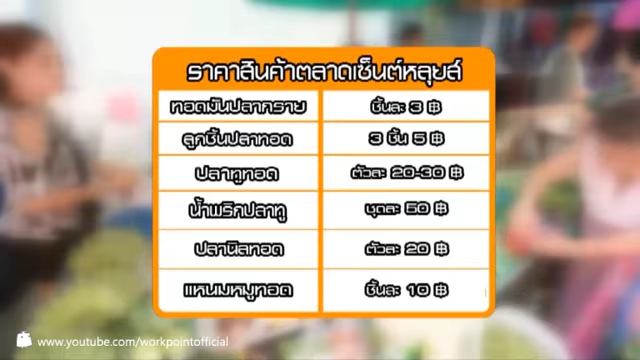 ราคาสินค้าตลาดเซ็นต์หลุยส์
ทอดมันปลากราย ชิ้นละ 3 ฿
ลูกชิ้นปลาทอด 3 ชิ้น 5 ฿
ปลาทูทอด ตัวละ 20-30 ฿
น้ำพริกปลาทู ชุดละ 50 ฿
ปลานิลทอด ตัวละ 20 ฿
แหนมหมูทอด ชิ้นละ 10 ฿
www.youtube.com/workpointofficial